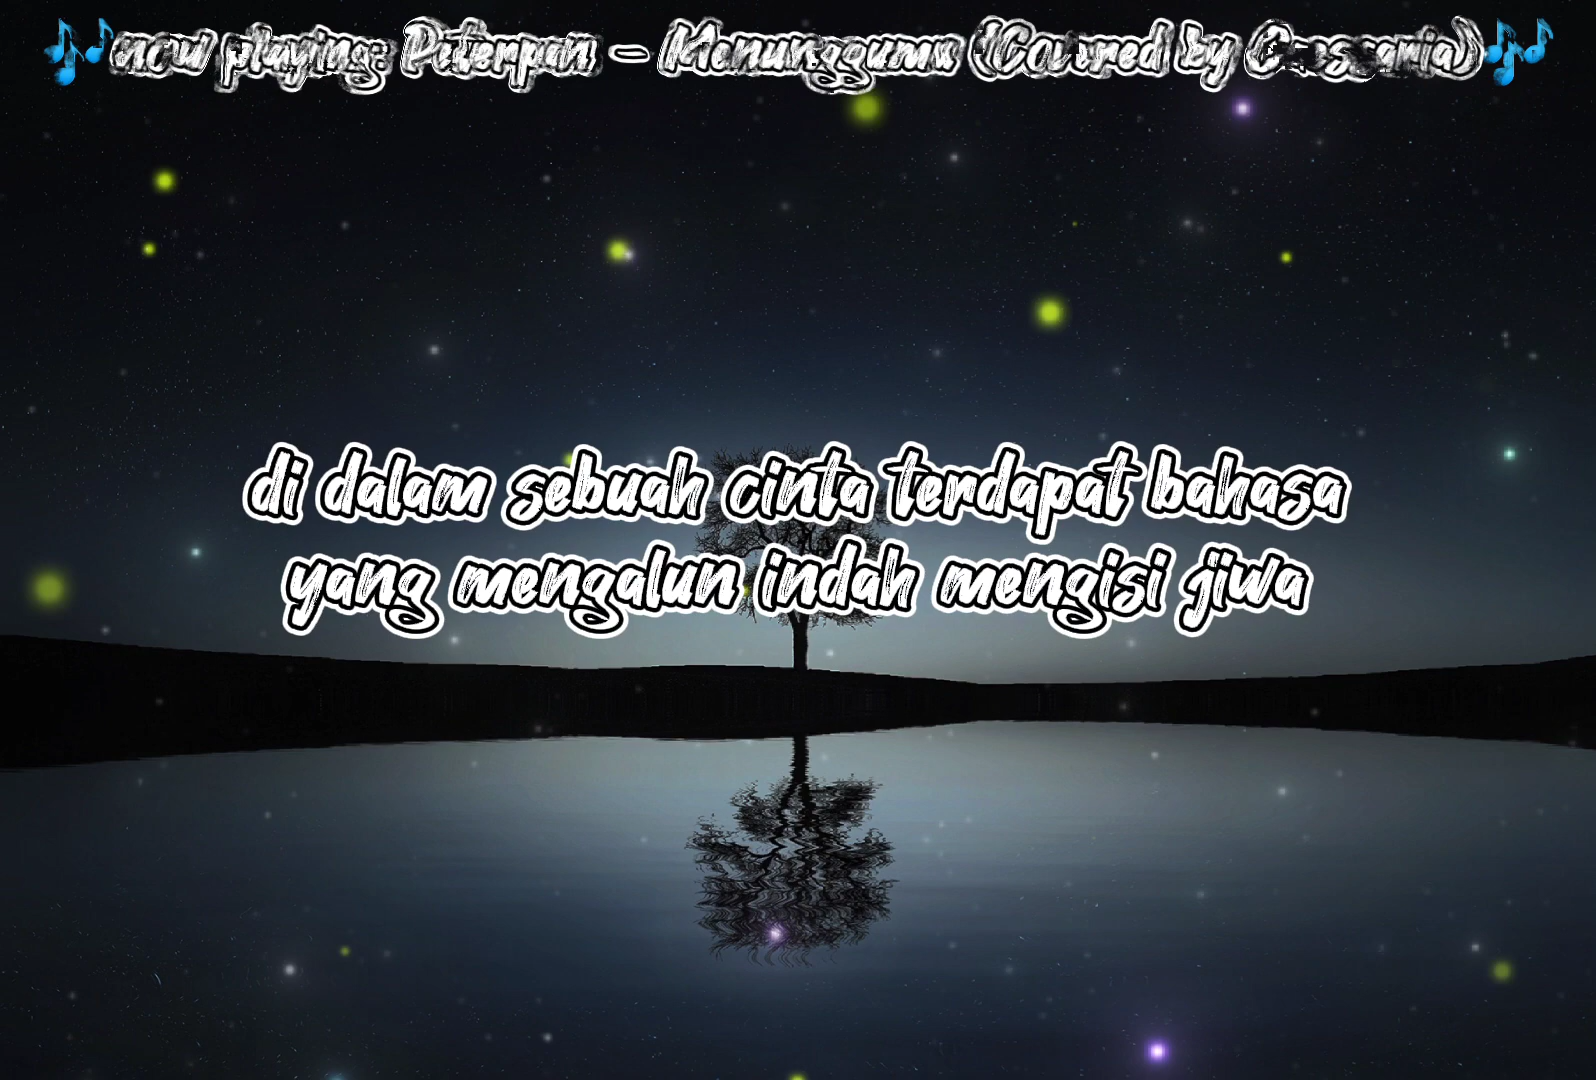 🎶now playing: Peterpan - Menunggumu (Covered by
di dalam sebuah cinta terdapat bahasa
yang mengalun indah mengisi jiwa